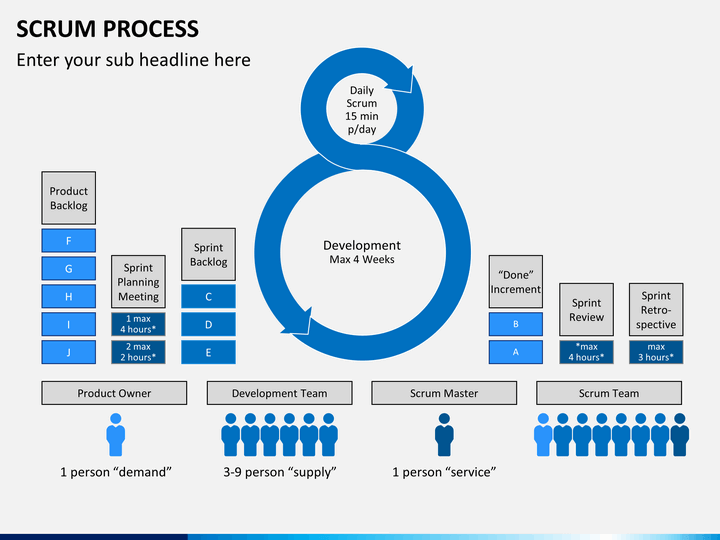 SCRUM PROCESS
Enter your sub headline here
Daily
Scrum
15 min
p/day
Development
Max 4 Weeks
Product
Backlog
F
G
H
I
J
Sprint
Planning
Meeting
1 max
4 hours*
2 max
2 hours*
Sprint
Backlog
C
D
E
“Done”
Increment
B
A
Sprint
Review
*max
4 hours*
Sprint
Retro-
spective
max
3 hours*
Product Owner
Development Team
Scrum Master
Scrum Team
1 person “demand”
3-9 person “supply”
1 person “service”